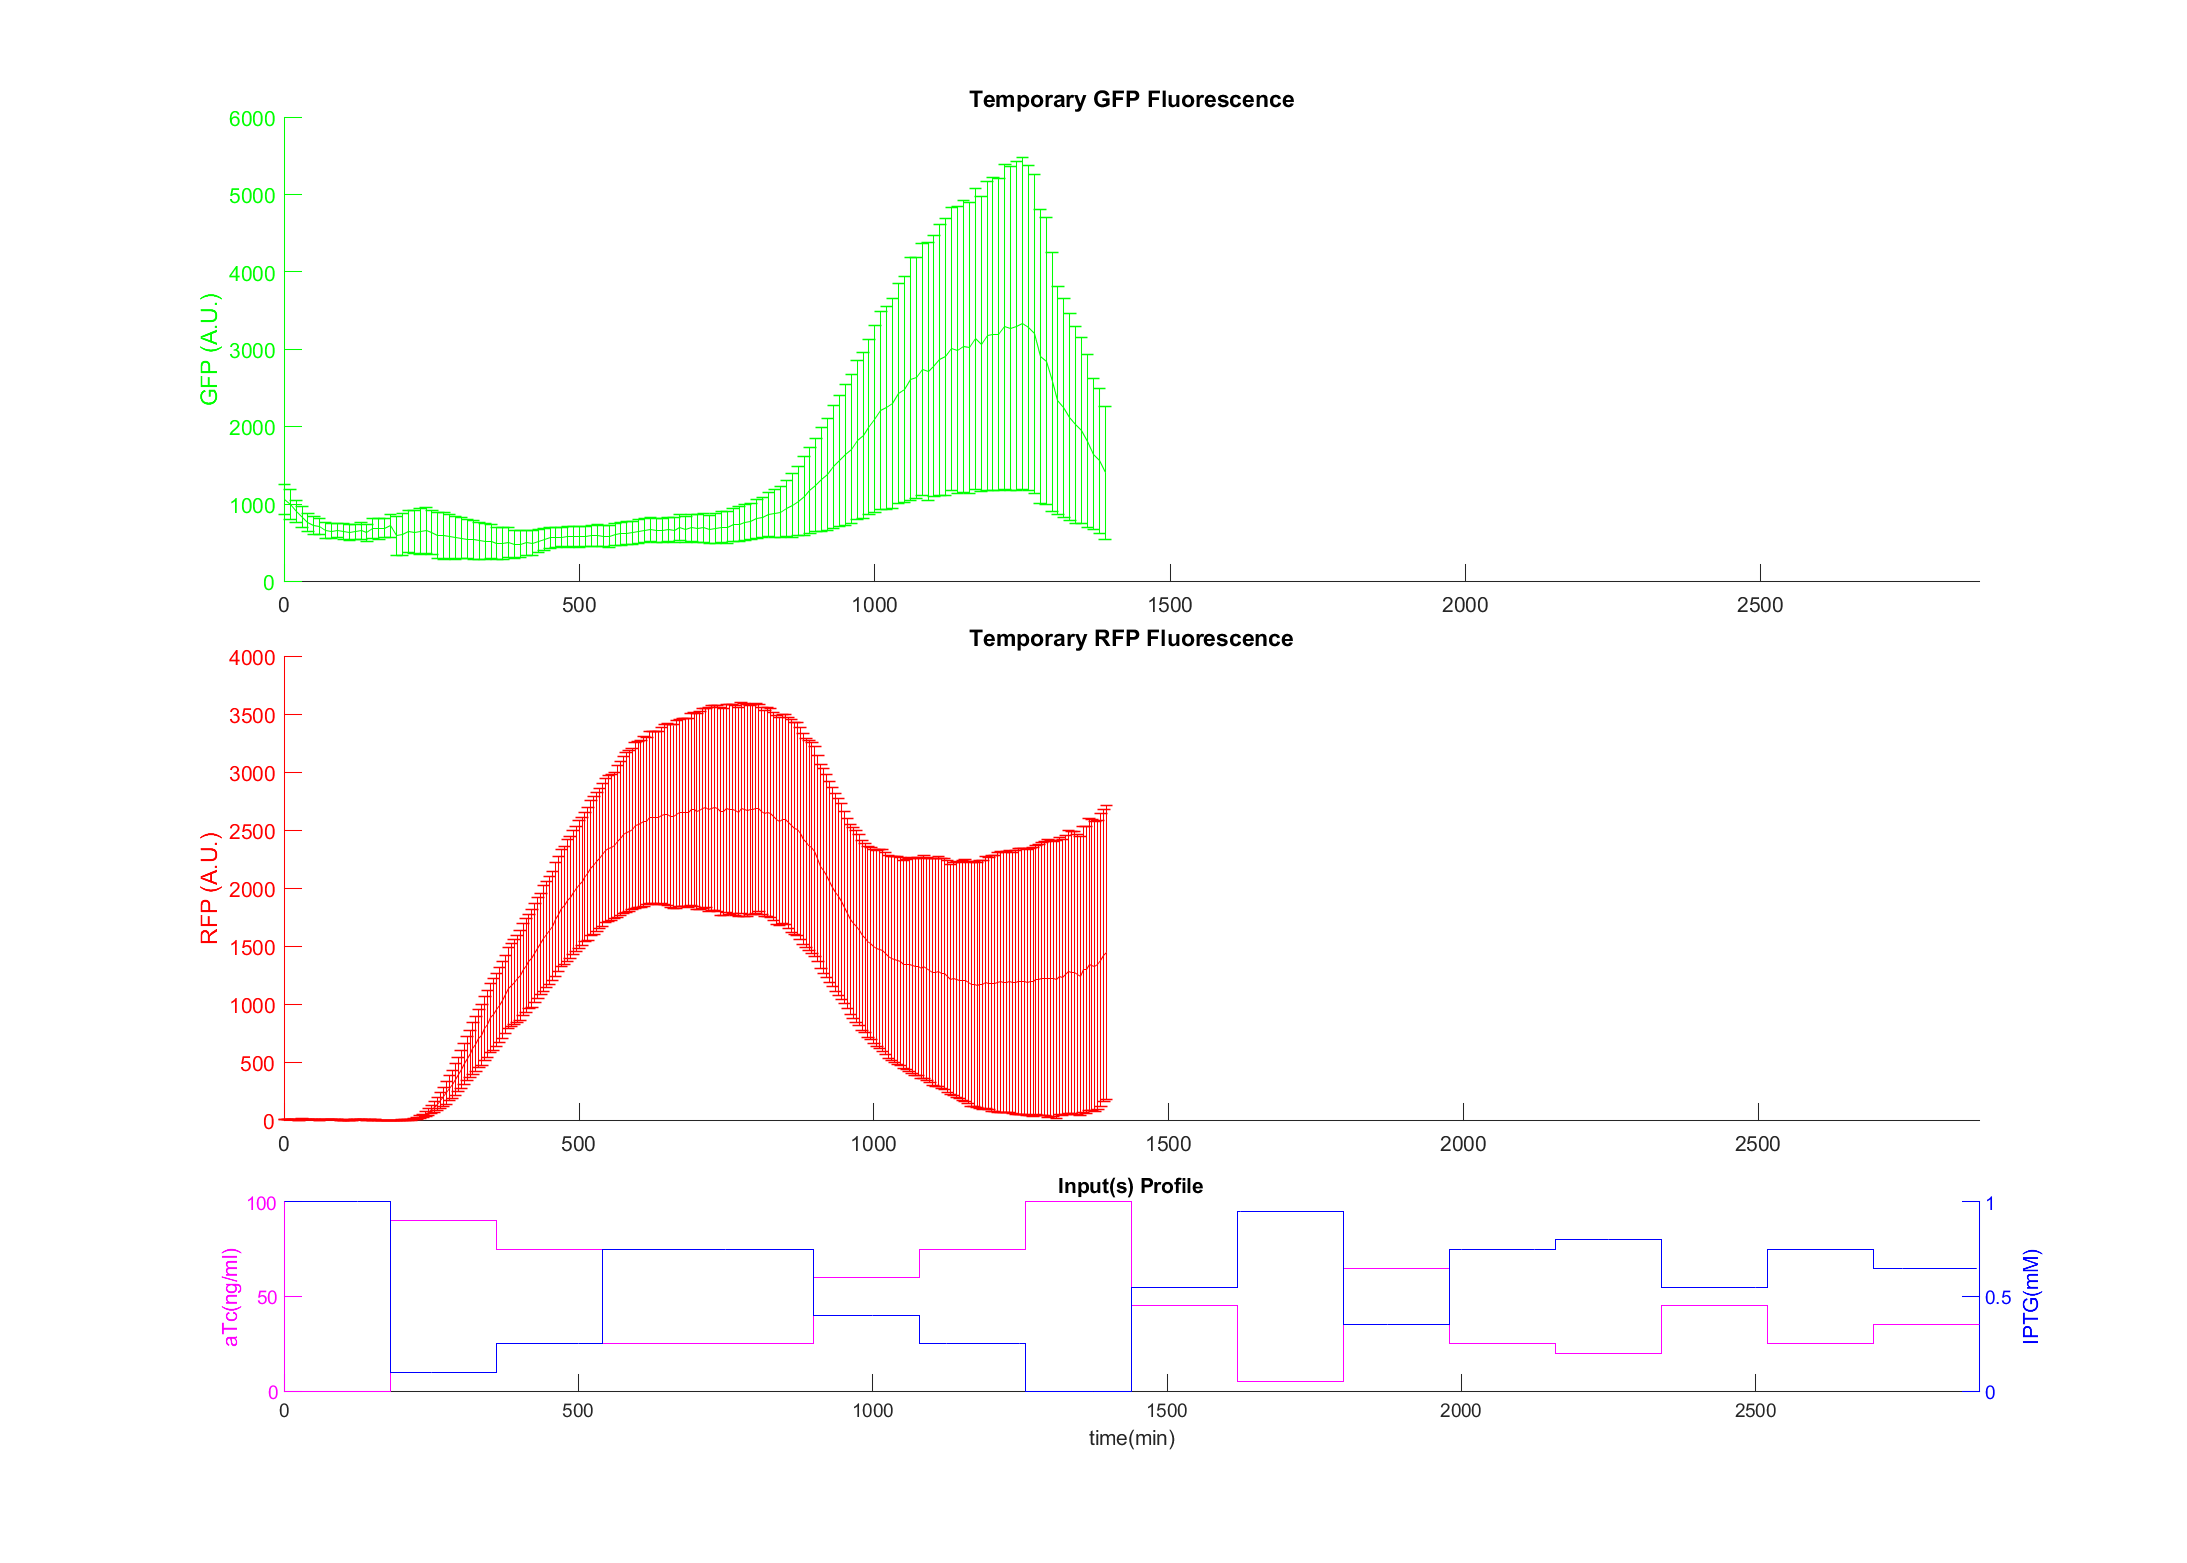 Temporary GFP Fluorescence
6000
5000
4000
3000
2000
1000
0
GFP (A.U.)
0 500 1000 1500 2000 2500
Temporary RFP Fluorescence
4000
3500
3000
2500
2000
1500
1000
500
0
RFP (A.U.)
0 500 1000 1500 2000 2500
Input(s) Profile
100
50
0
aTc(ng/ml)
1
0.5
0
IPTG(mM)
0 500 1000 1500 2000 2500
time(min)